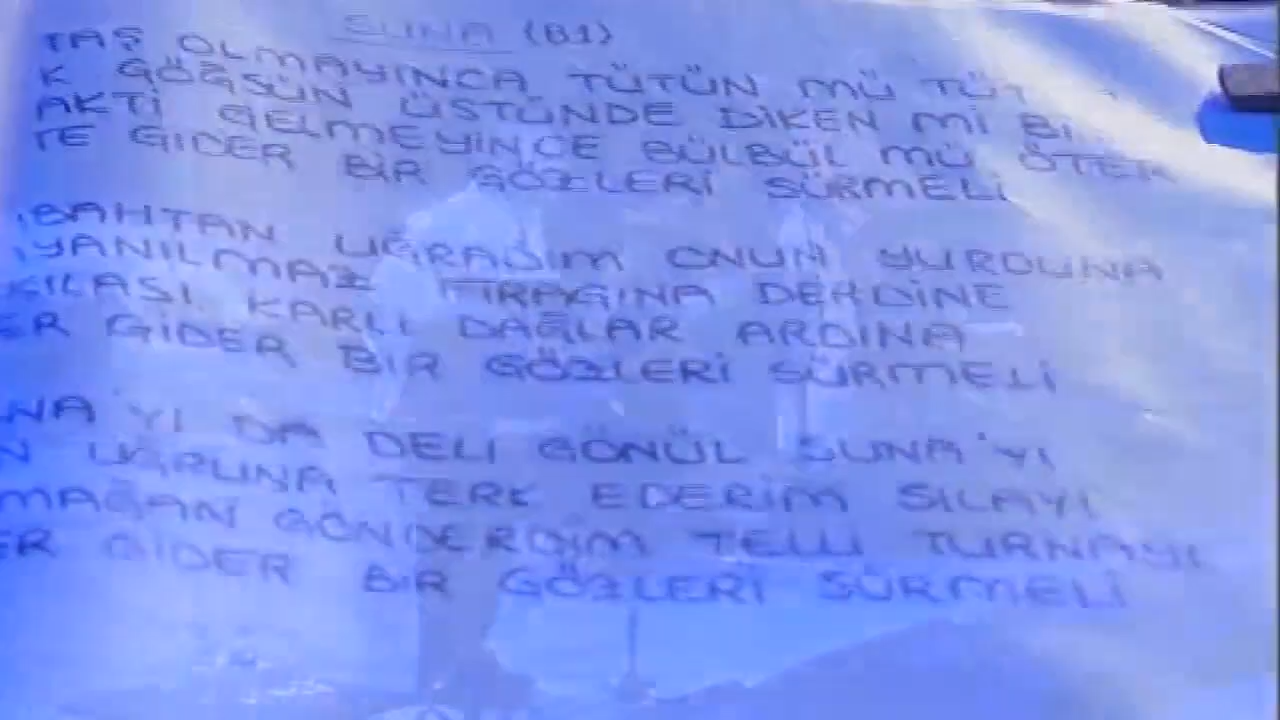 SUNA (B1)
TAŞ OLMAYINCA TÜTÜN MÜ TÜT
K GÖĞSÜN ÜSTÜNDE DİKEN Mİ Bİ
AKTİ GELMEYİNCE BÜLBÜL MÜ ÖTER
TE GIDER BİR GÖZLERİ SÜRMELİ
BAHTAN UĞRADIM ONUN YURDUNA
YANILMAZ FIRAGINA DERDİNE
KILASI KARLI DAĞLAR ARDINA
ER GİDER BİR GÖZLERİ SÜRMELİ
NA'YI DA DELİ GÖNÜL SUNA'YI
N UĞRUNA TERK EDERİM SILAYI
MAĞAN GÖNDERDİM TELLİ TURNAYI
ER GİDER BİR GÖZLERİ SÜRMELİ